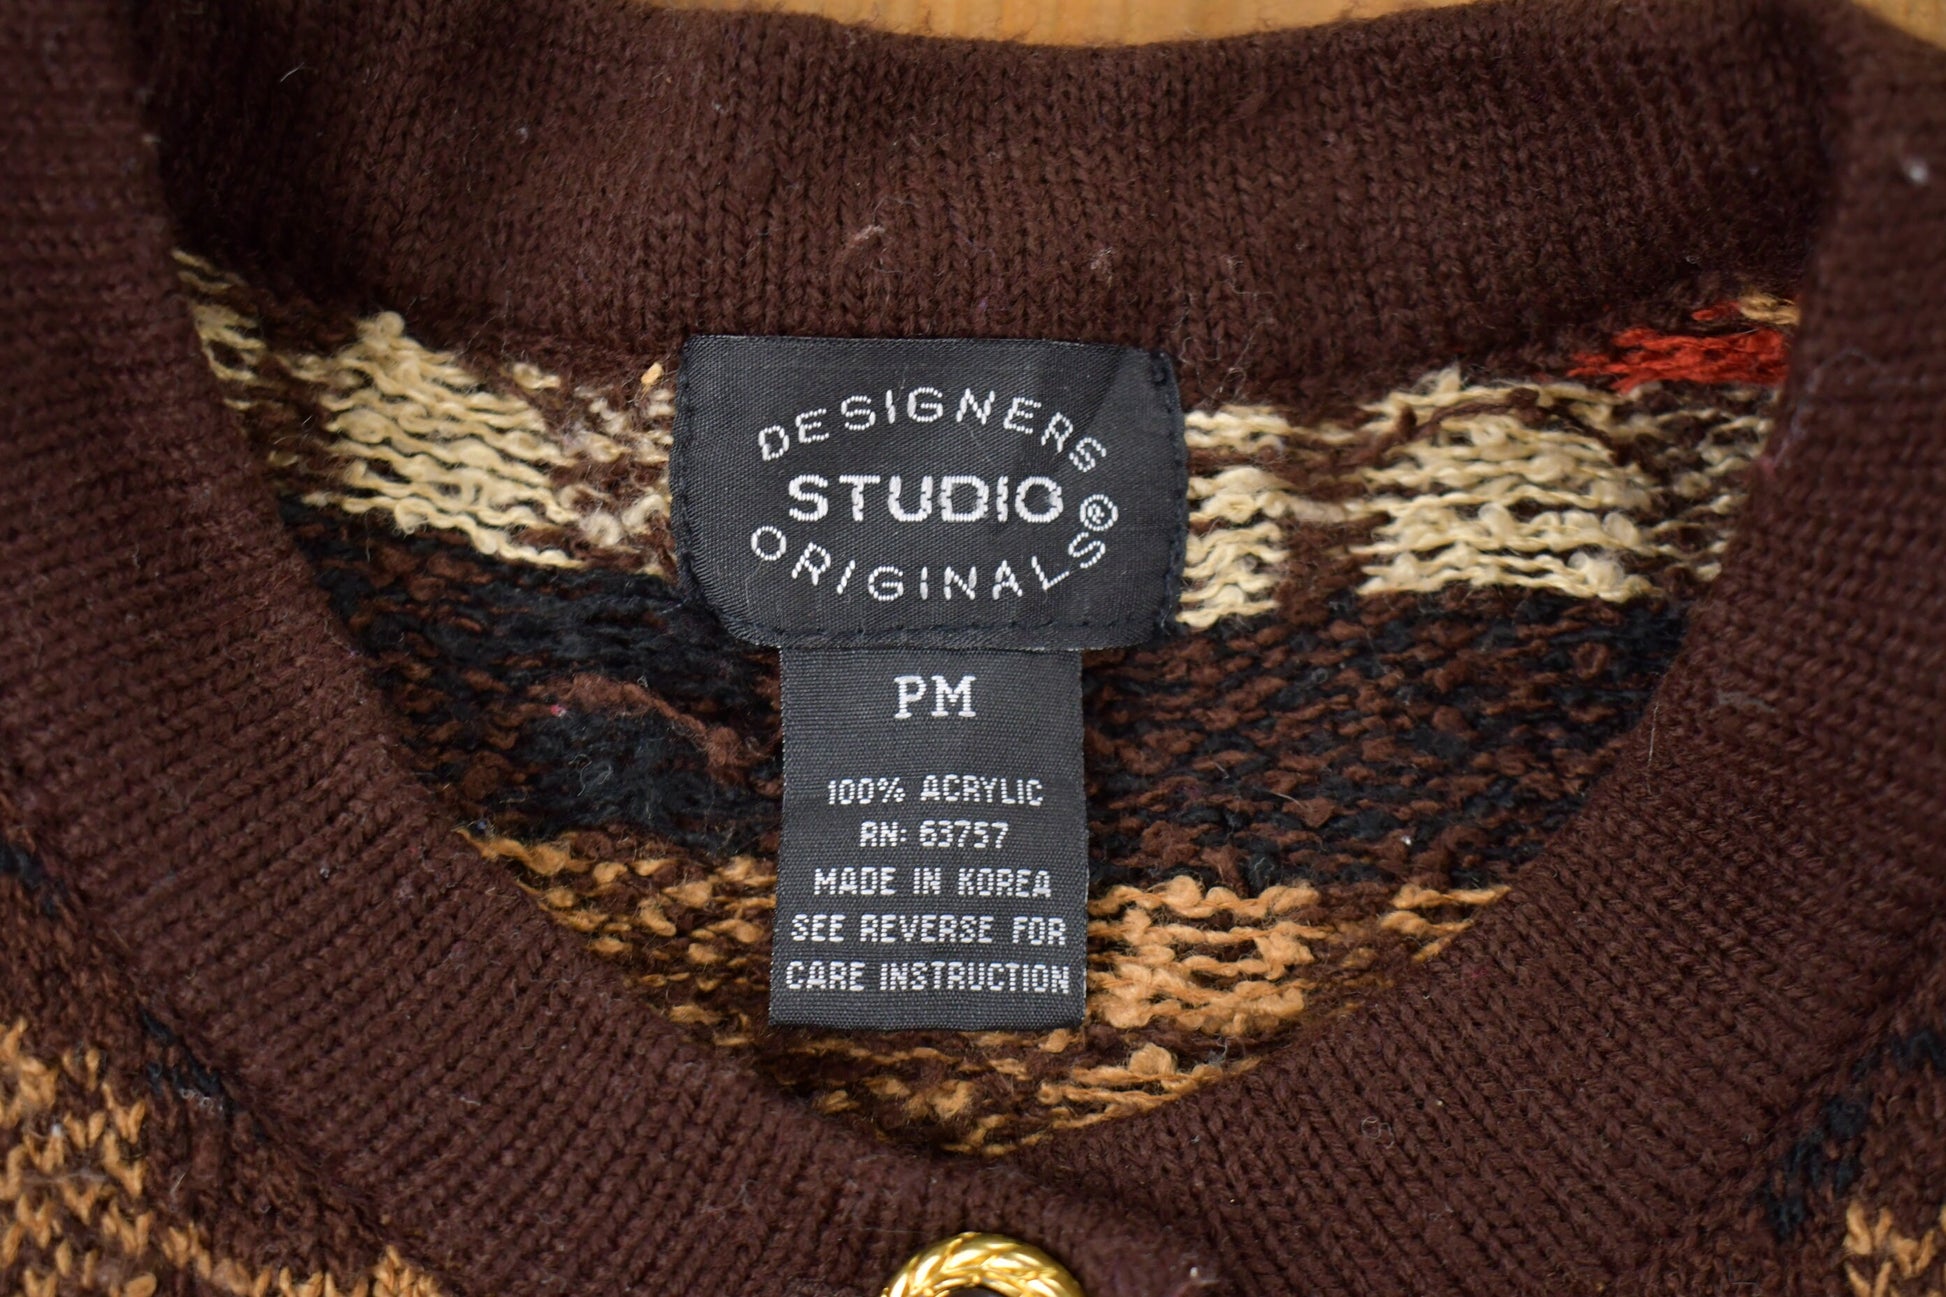 DESIGNERS
STUDIO
ORIGINALS®
PM
100% ACRYLIC
RN: 63757
MADE IN KOREA
SEE REVERSE FOR
CARE INSTRUCTION